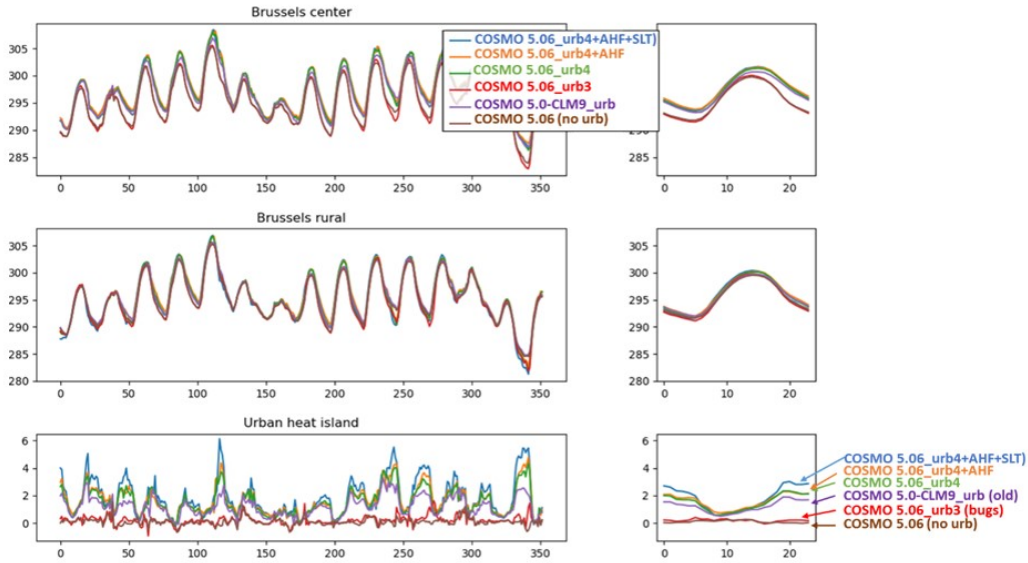 Brussels center
305
300
295
290
285
0 50 100 150 200 250 300 350
COSMO 5.06_urb4+AHF+SLT)
COSMO 5.06_urb4+AHF
COSMO 5.06_urb4
COSMO 5.06_urb3
COSMO 5.0-CLM9_urb
COSMO 5.06 (no urb)
305
300
295
290
285
0 10 20
Brussels rural
305
300
295
290
285
280
0 50 100 150 200 250 300 350
305
300
295
290
285
280
0 10 20
Urban heat island
6
4
2
0
0 50 100 150 200 250 300 350
6
4
2
0
0 10 20
COSMO 5.06_urb4+AHF+SLT)
COSMO 5.06_urb4+AHF
COSMO 5.06_urb4
COSMO 5.0-CLM9_urb (old)
COSMO 5.06_urb3 (bugs)
COSMO 5.06 (no urb)